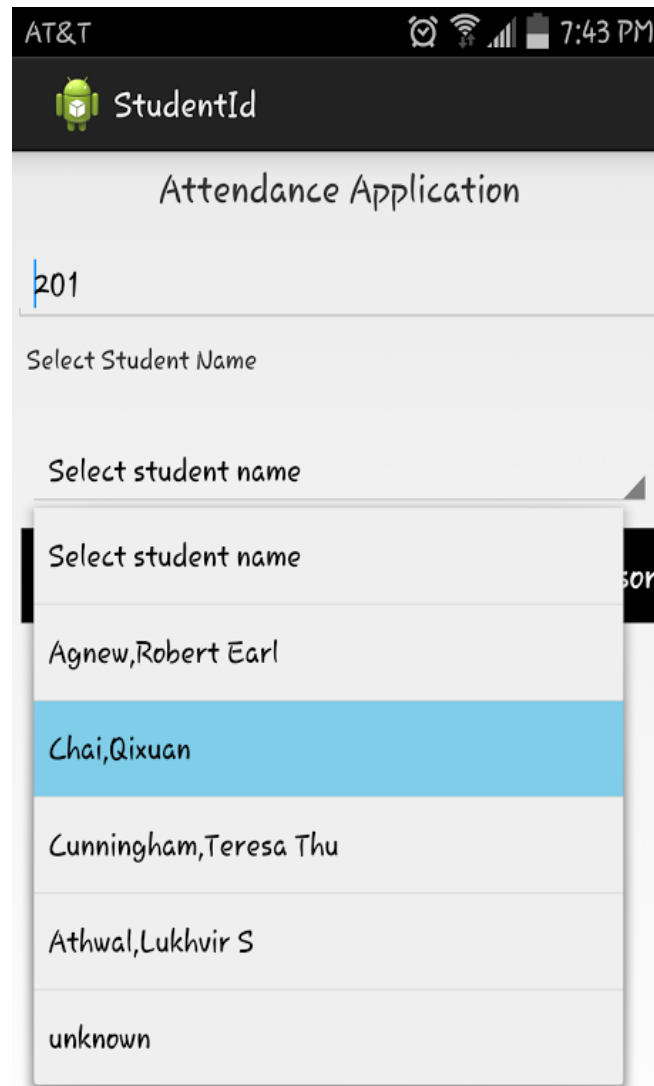 AT&T 7:43 PM
StudentId
Attendance Application
201
Select Student Name
Select student name
Select student name
Agnew,Robert Earl
Chai,Qixuan
Cunningham,Teresa Thu
Athwal,Lukhvir S
unknown